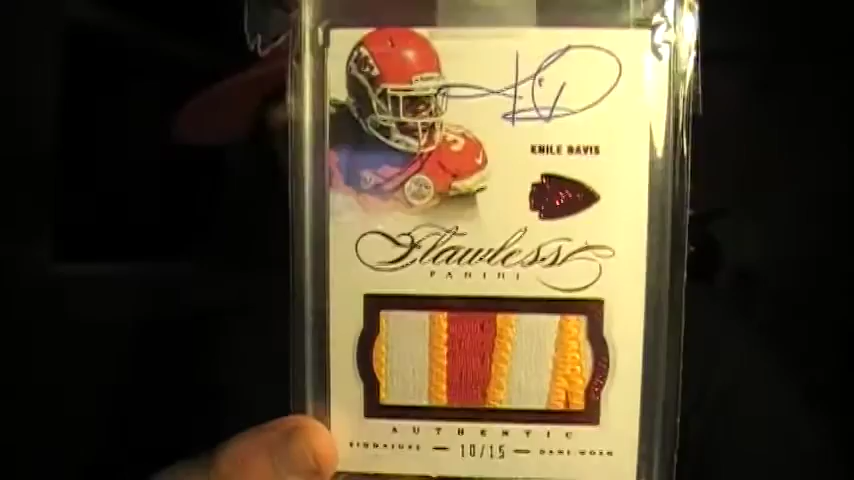 KNILE DAVIS
Flawless
PANINI
AUTHENTIC
SIGNATURE — 10/15 — GAME-WORN